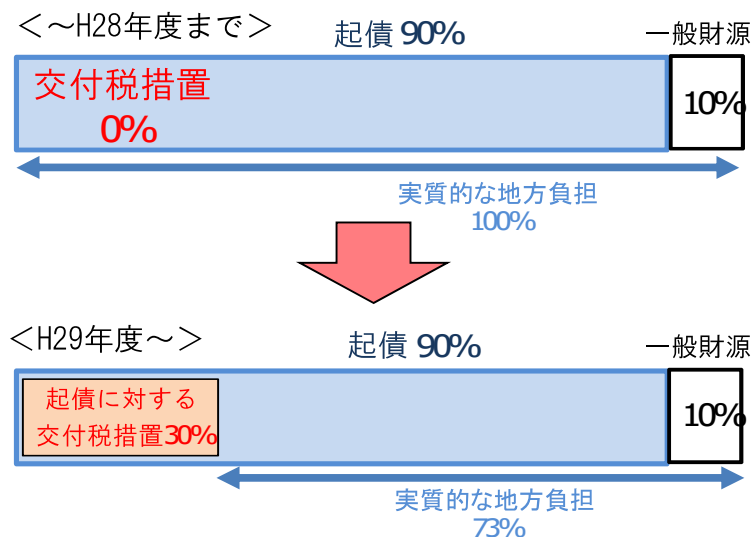 ＜～H28年度まで＞
起債 90%
一般財源
交付税措置
0%
10%
実質的な地方負担
100%
＜H29年度～＞
起債 90%
一般財源
起債に対する
交付税措置30%
10%
実質的な地方負担
73%